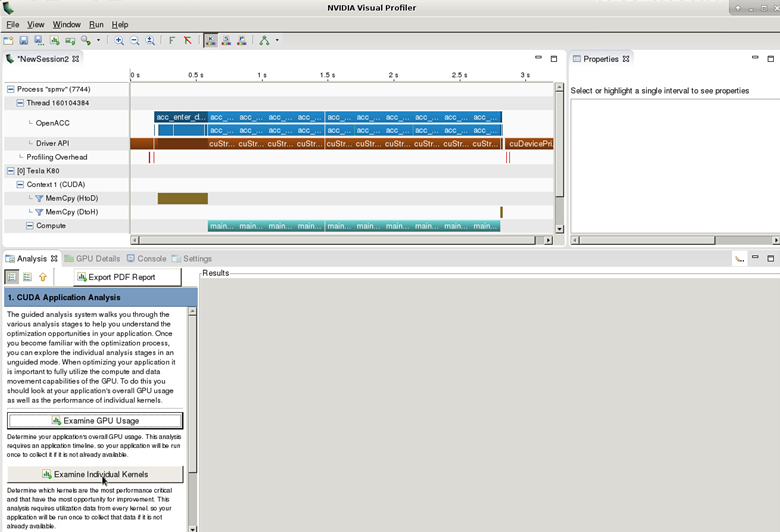 NVIDIA Visual Profiler
File View Window Run Help
*NewSession2
0 s 0.5 s 1 s 1.5 s 2 s 2.5 s 3 s
Process "spmv" (7744)
Thread 160104384
OpenACC
acc_enter_d... acc_... acc_... acc_... acc_... acc_... acc_... acc_... acc_... acc_... acc_...
acc_... acc_... acc_... acc_... acc_... acc_... acc_... acc_... acc_... acc_...
Driver API
cuStr... cuStr... cuStr... cuStr... cuStr... cuStr... cuStr... cuStr... cuStr... cuStr... cuDevicePri...
Profiling Overhead
[0] Tesla K80
Context 1 (CUDA)
MemCpy (HtoD)
MemCpy (DtoH)
Compute
main... main... main... main... main... main... main... main... main... main...
Properties
Select or highlight a single interval to see properties
Analysis GPU Details Console Settings
Export PDF Report
Results
1. CUDA Application Analysis
The guided analysis system walks you through the
various analysis stages to help you understand the
optimization opportunities in your application. Once
you become familiar with the optimization process,
you can explore the individual analysis stages in an
unguided mode. When optimizing your application it
is important to fully utilize the compute and data
movement capabilities of the GPU. To do this you
should look at your application's overall GPU usage
as well as the performance of individual kernels.
Examine GPU Usage
Determine your application's overall GPU usage. This analysis
requires an application timeline, so your application will be run
once to collect it if it is not already available.
Examine Individual Kernels
Determine which kernels are the most performance critical
and that have the most opportunity for improvement. This
analysis requires utilization data from every kernel, so your
application will be run once to collect that data if it is not
already available.